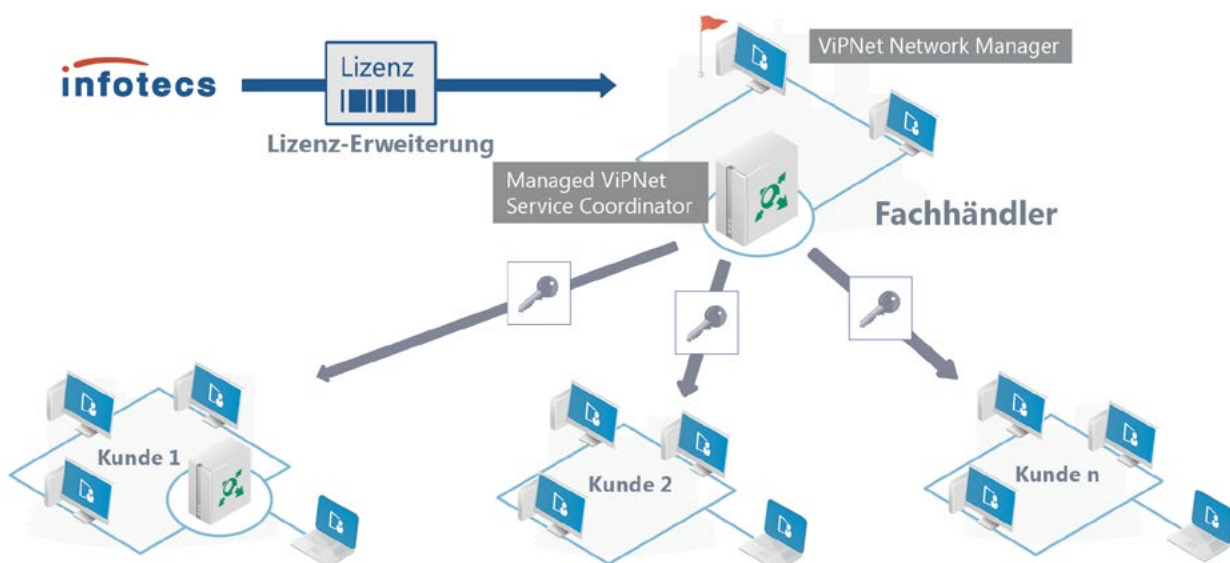 infotecs
Lizenz
Lizenz-Erweiterung
ViPNet Network Manager
Managed ViPNet
Service Coordinator
Fachhändler
Kunde 1
Kunde 2
Kunde n